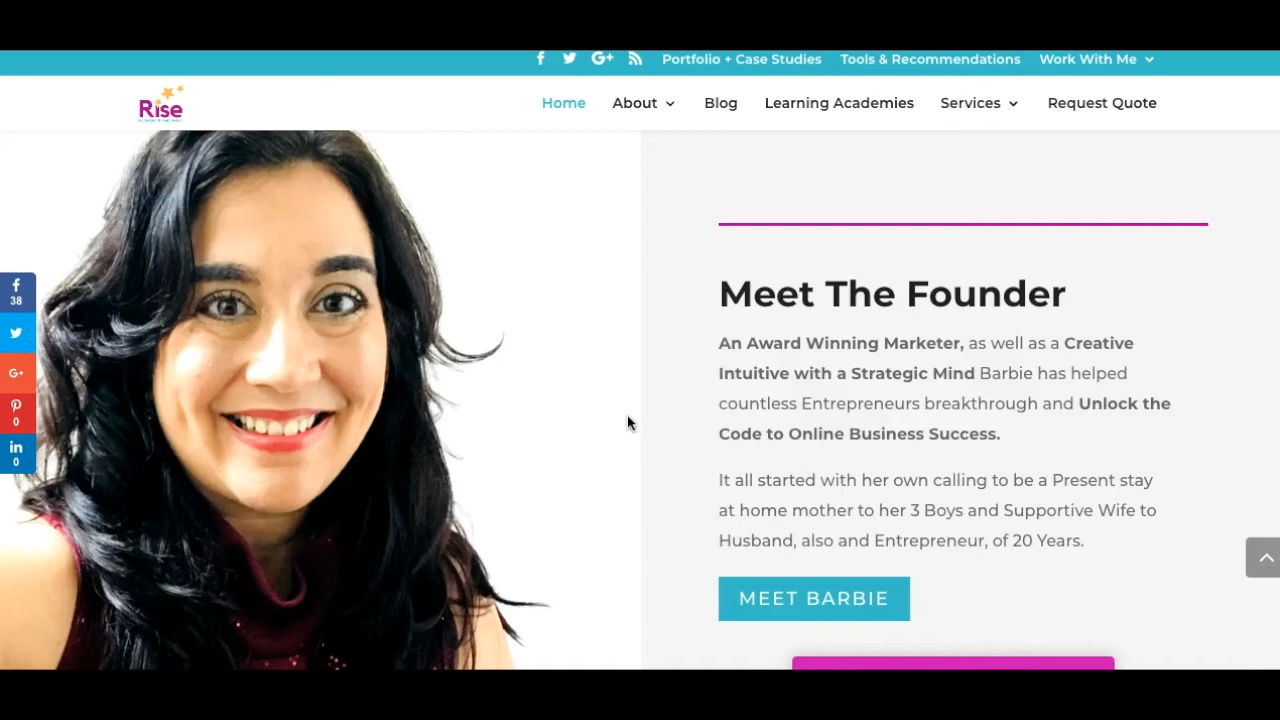 Portfolio + Case Studies Tools & Recommendations Work With Me
Rise
Home About Blog Learning Academies Services Request Quote
38
0
0
Meet The Founder
An Award Winning Marketer, as well as a Creative
Intuitive with a Strategic Mind Barbie has helped
countless Entrepreneurs breakthrough and Unlock the
Code to Online Business Success.
It all started with her own calling to be a Present stay
at home mother to her 3 Boys and Supportive Wife to
Husband, also and Entrepreneur, of 20 Years.
MEET BARBIE